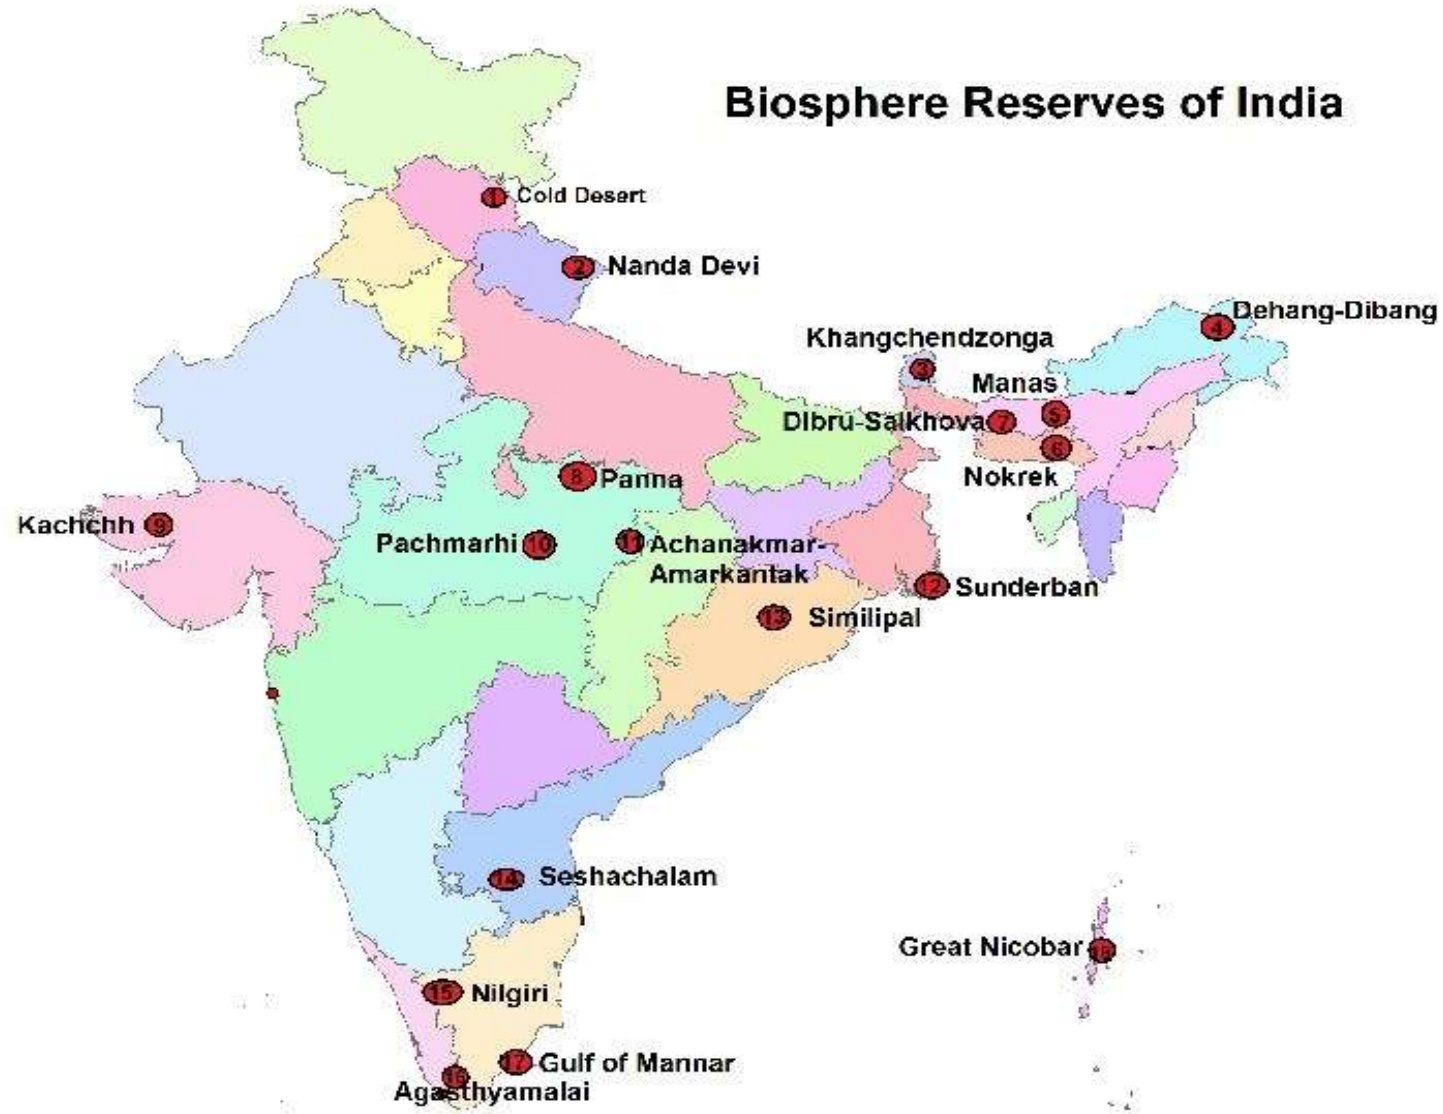 Biosphere Reserves of India
1 Cold Desert
2 Nanda Devi
Dehang-Dibang
4
Khangchendzonga
3
Manas
5
Dibru-Saikhova 7
6
Nokrek
8 Panna
Kachchh 9
Pachmarhi 10
11 Achanakmar-
Amarkantak
12 Sunderban
13 Similipal
14 Seshachalam
Great Nicobar
15 Nilgiri
17 Gulf of Mannar
16
Agasthyamalai